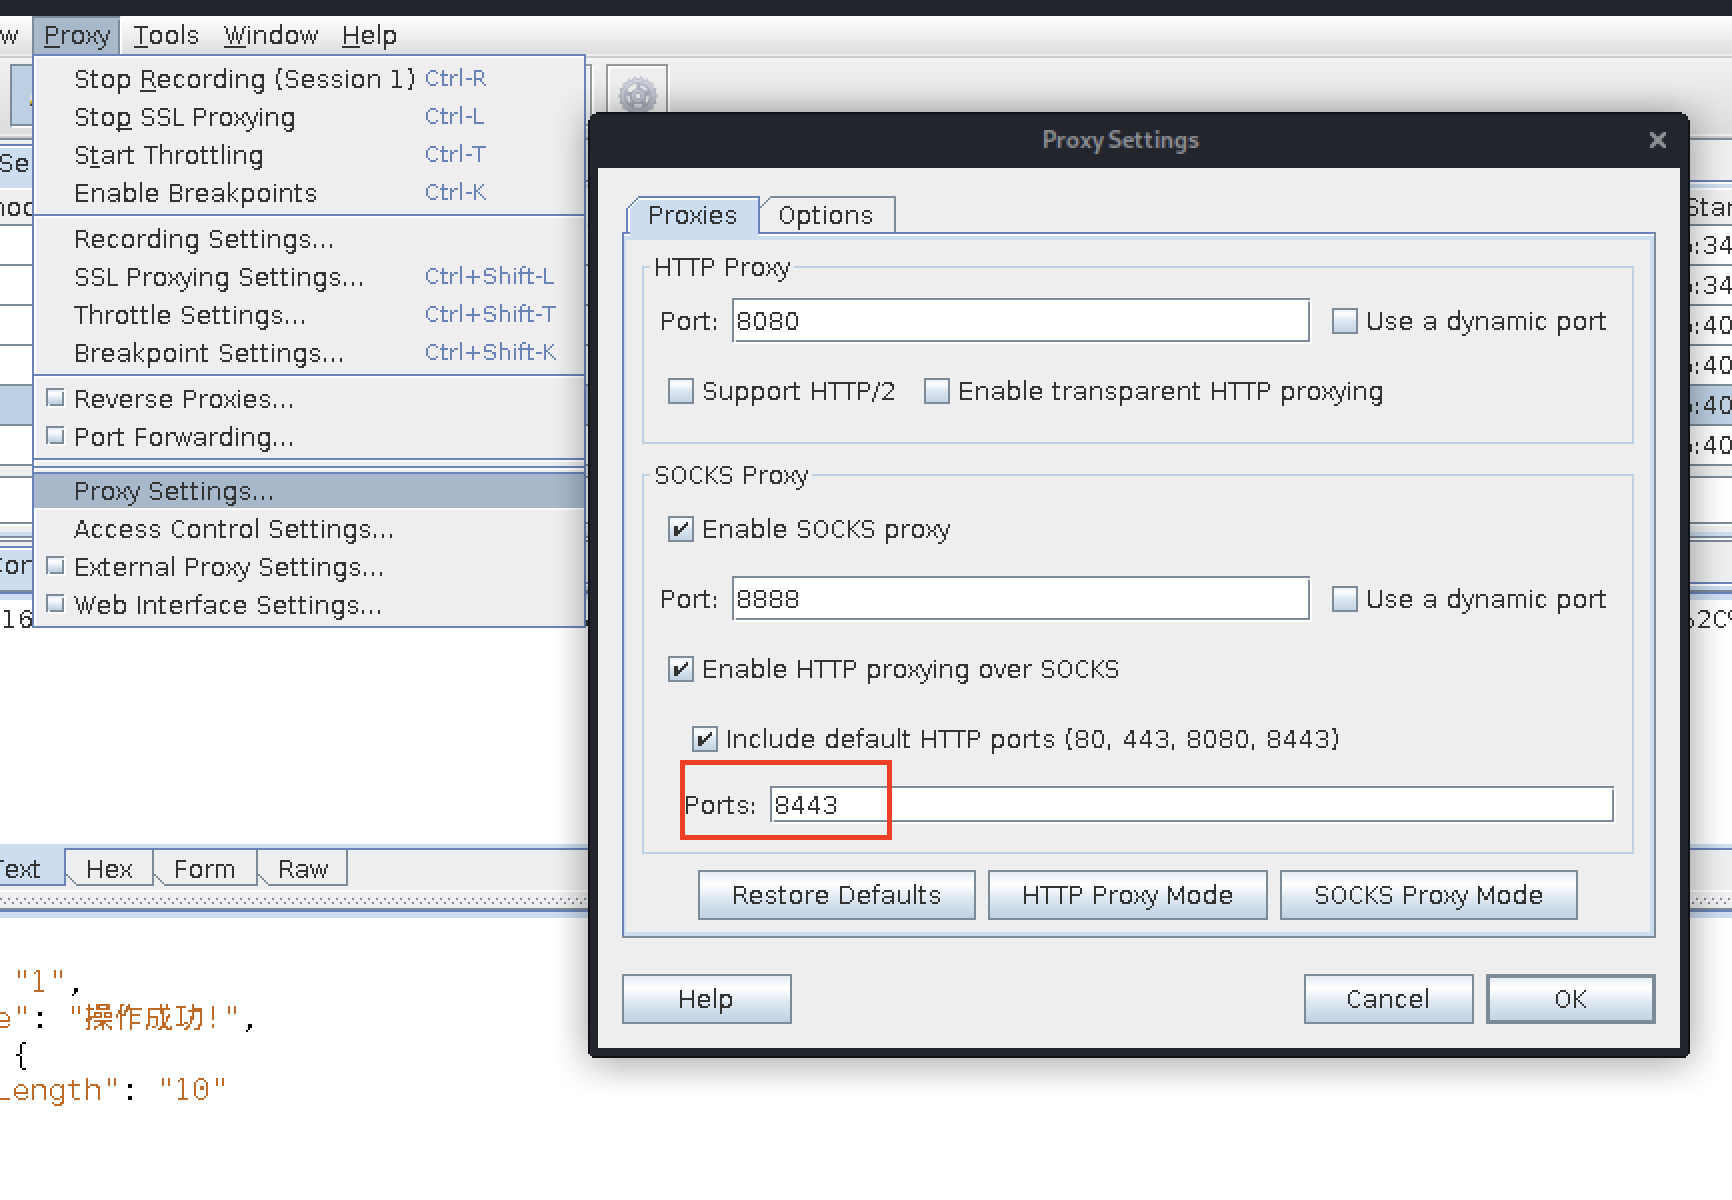 w Proxy Tools Window Help
Stop Recording (Session 1) Ctrl-R
Stop SSL Proxying Ctrl-L
Start Throttling Ctrl-T
Enable Breakpoints Ctrl-K
Recording Settings... 
SSL Proxying Settings... Ctrl+Shift-L
Throttle Settings... Ctrl+Shift-T
Breakpoint Settings... Ctrl+Shift-K
Reverse Proxies...
Port Forwarding...
Proxy Settings...
Access Control Settings...
External Proxy Settings...
Web Interface Settings...
Proxy Settings
Proxies Options
HTTP Proxy
Port: 8080 Use a dynamic port
Support HTTP/2 Enable transparent HTTP proxying
SOCKS Proxy
Enable SOCKS proxy
Port: 8888 Use a dynamic port
Enable HTTP proxying over SOCKS
Include default HTTP ports (80, 443, 8080, 8443)
Ports: 8443
Restore Defaults HTTP Proxy Mode SOCKS Proxy Mode
Help Cancel OK
Se
Star
:34
:34
:40
:40
:40
:40
16
2C
Text Hex Form Raw
"1",
e": "操作成功!",
{
Length": "10"